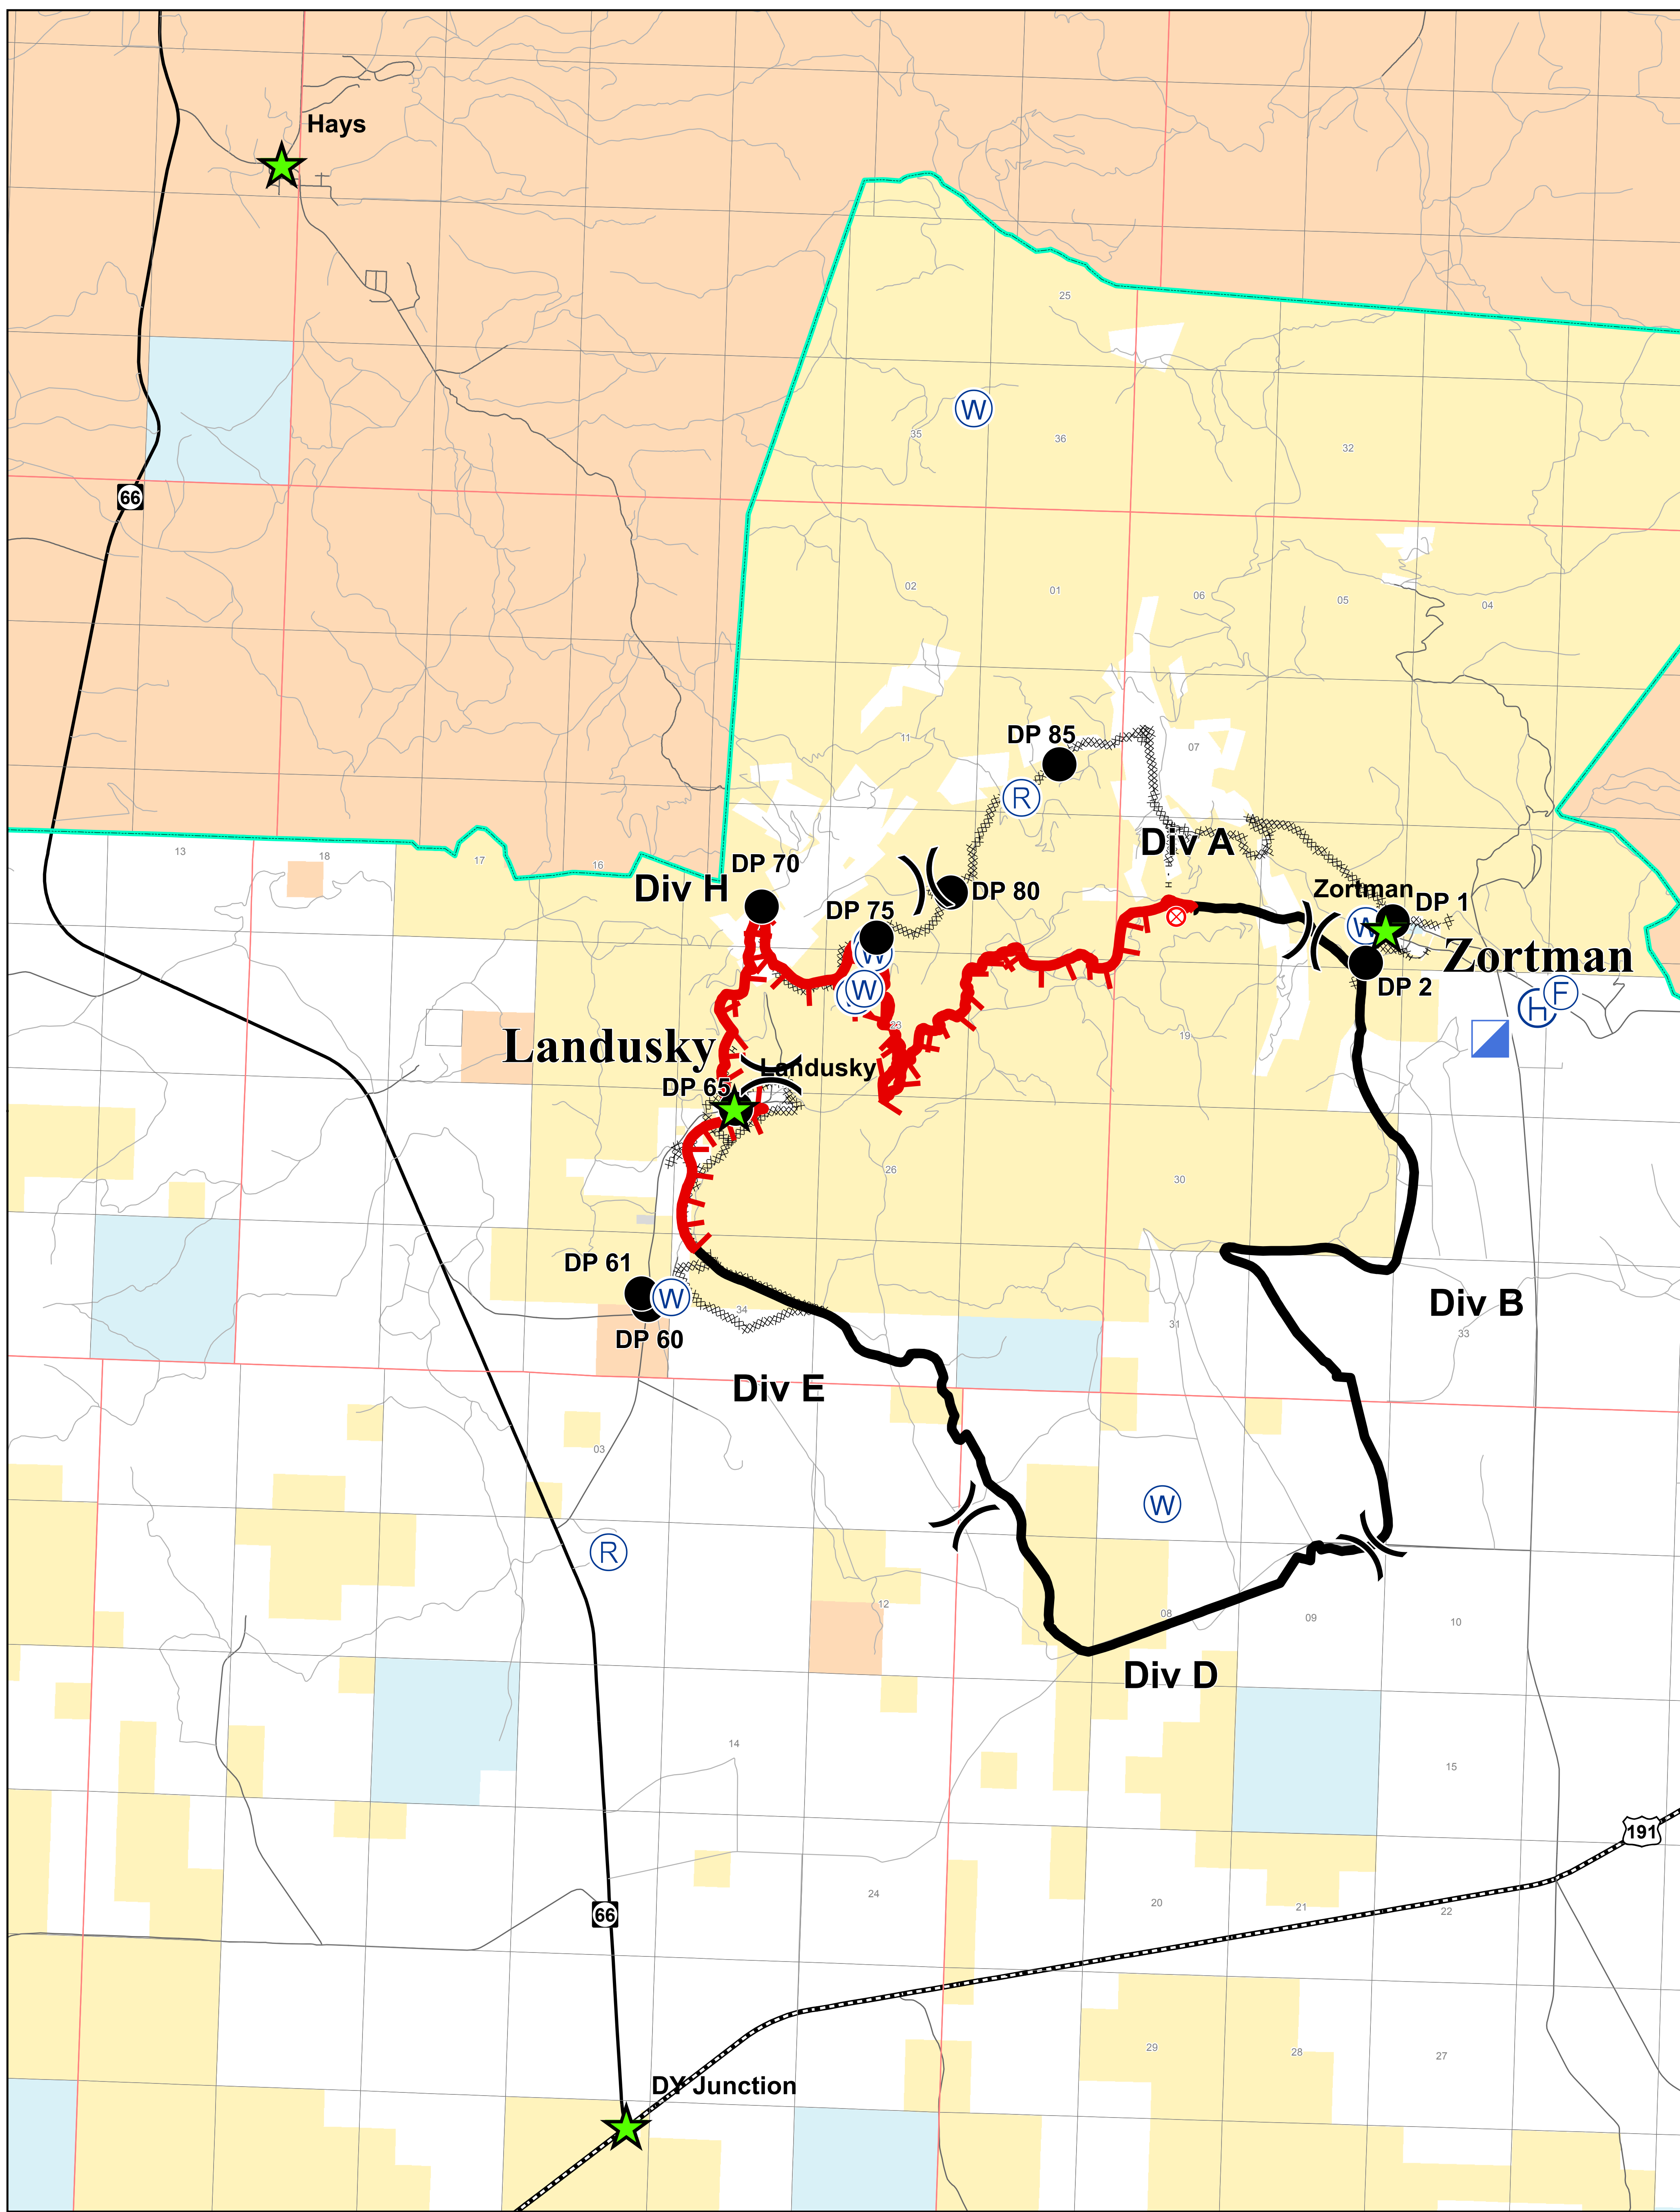 Hays
25
W
35
36
32
66
02
01
06
05
04
DP 85
07
11
R
Div A
13
18
17
16
DP 70
Div H
Zortman
DP 80
DP 1
DP 75
W
W
Zortman
DP 2
W
F
H
23
19
Landusky
Landusky
DP 65
26
30
DP 61
W
34
Div B
31
33
DP 60
Div E
03
W
R
12
08
09
10
Div D
14
15
191
24
20
21
22
66
29
28
27
DY Junction